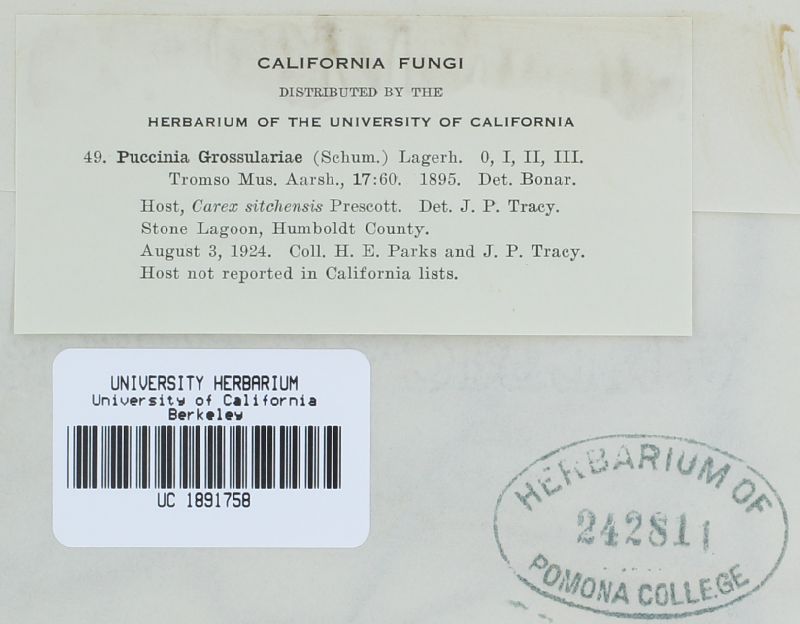 CALIFORNIA FUNGI
DISTRIBUTED BY THE
HERBARIUM OF THE UNIVERSITY OF CALIFORNIA
49. Puccinia Grossulariae (Schum.) Lagerh. 0, I, II, III.
Tromso Mus. Aarsh., 17:60. 1895. Det. Bonar.
Host, Carex sitchensis Prescott. Det. J. P. Tracy.
Stone Lagoon, Humboldt County.
August 3, 1924. Coll. H. E. Parks and J. P. Tracy.
Host not reported in California lists.
UNIVERSITY HERBARIUM
University of California
Berkeley
UC 1891758
HERBARIUM OF
242811
POMONA COLLEGE